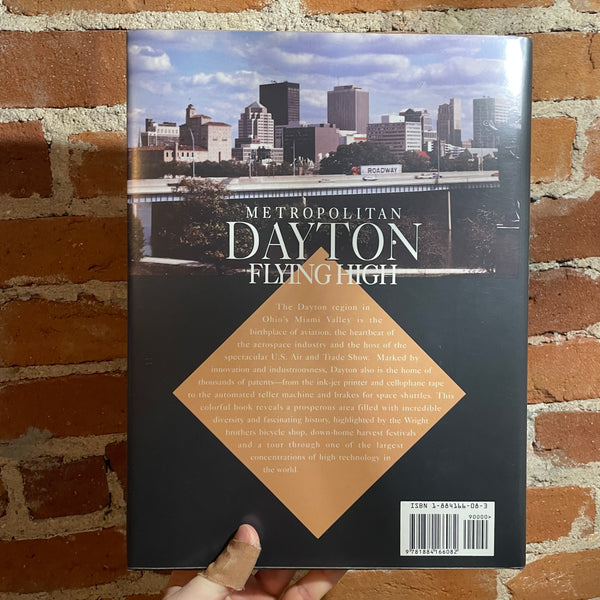 ROADWAY
METROPOLITAN
DAYTON
FLYING HIGH
The Dayton region in
Ohio's Miami Valley is the
birthplace of aviation, the heartbeat of
the aerospace industry and the host of the
spectacular U.S. Air and Trade Show. Marked by
innovation and industriousness, Dayton also is the home of
thousands of patents—from the ink-jet printer and cellophane tape
to the automated teller machine and brakes for space shuttles. This
colorful book reveals a prosperous area filled with incredible
diversity and fascinating history, highlighted by the Wright
brothers bicycle shop, down-home harvest festivals
and a tour through one of the largest
concentrations of high technology in
the world.
ISBN 1-884166-08-3
90000>
9781884166082